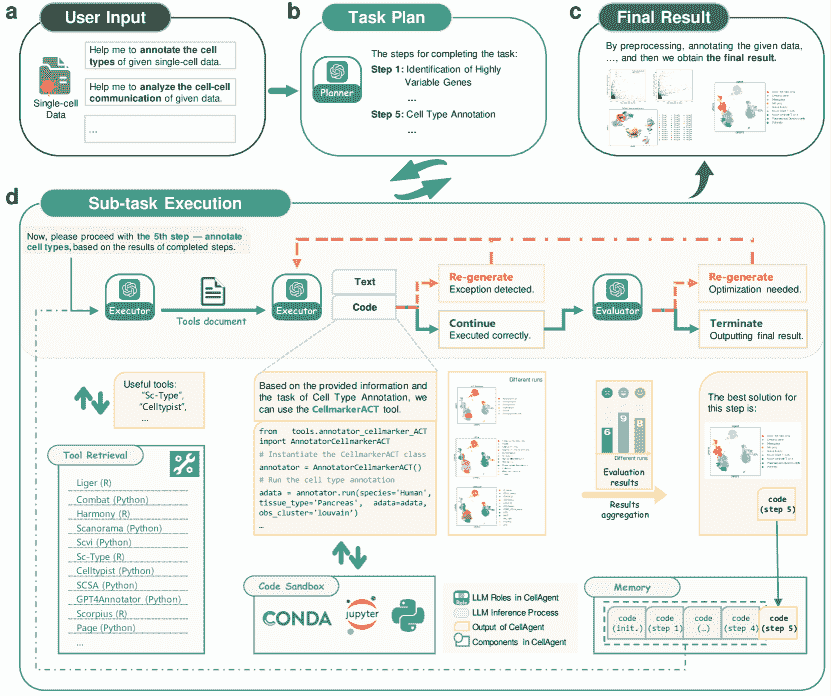 a
User Input
Help me to annotate the cell
types of given single-cell data.
Help me to analyze the cell-cell
communication of given data.
...
Single-cell
Data
b
Task Plan
Planner
The steps for completing the task:
Step 1: Identification of Highly
Variable Genes
...
Step 5: Cell Type Annotation
...
c
Final Result
By preprocessing, annotating the given data,
..., and then we obtain the final result.
d
Sub-task Execution
Now, please proceed with the 5th step — annotate
cell types, based on the results of completed steps.
Executor
Tools document
Executor
Text
Code
Re-generate
Exception detected.
Continue
Executed correctly.
Evaluator
Re-generate
Optimization needed.
Terminate
Outputting final result.
Useful tools:
"Sc-Type",
"Celltypist",
...
Tool Retrieval
Liger (R)
Combat (Python)
Harmony (R)
Scanorama (Python)
Scvi (Python)
Sc-Type (R)
Celltypist (Python)
SCSA (Python)
GPT4Annotator (Python)
Scorpius (R)
Page (Python)
...
Based on the provided information and
the task of Cell Type Annotation, we
can use the CellmarkerACT tool.
from tools.annotator_cellmarker_ACT
import AnnotatorCellmarkerACT
# Instantiate the CellmarkerACT class
annotator = AnnotatorCellmarkerACT()
# Run the cell type annotation
adata = annotator.run(species='Human',
tissue_type='Pancreas', adata=adata,
obs_cluster='louvain')
...
Different runs
6
9
8
Different runs
Evaluation
results
Results
aggregation
The best solution for
this step is:
code
(step 5)
Code Sandbox
CONDA
jupyter
LLM Roles in CellAgent
LLM Inference Process
Output of CellAgent
Components in CellAgent
Memory
code
(init.)
code
(step 1)
code
(...)
code
(step 4)
code
(step 5)